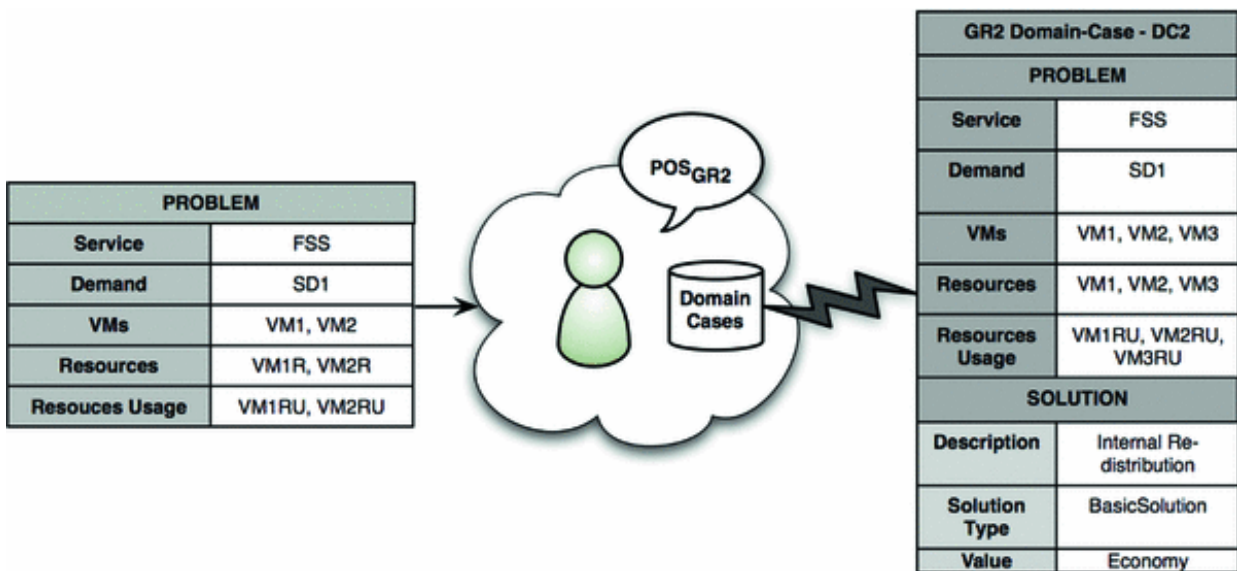 PROBLEM
Service FSS
Demand SD1
VMs VM1, VM2
Resources VM1R, VM2R
Resouces Usage VM1RU, VM2RU
POSGR2
Domain
Cases
GR2 Domain-Case - DC2
PROBLEM
Service FSS
Demand SD1
VMs VM1, VM2, VM3
Resources VM1, VM2, VM3
Resources
Usage
VM1RU, VM2RU,
VM3RU
SOLUTION
Description
Internal Re-
distribution
Solution
Type
BasicSolution
Value Economy